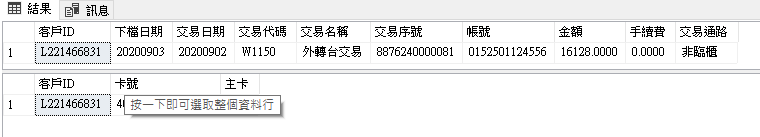 結果 訊息
客戶ID 下檔日期 交易日期 交易代碼 交易名稱 交易序號 帳號 金額 手續費 交易通路
1 L221466831 20200903 20200902 W1150 外轉台交易 8876240000081 0152501124556 16128.0000 0.0000 非臨櫃
客戶ID 卡號 主卡
1 L221466831
按一下即可選取整個資料行